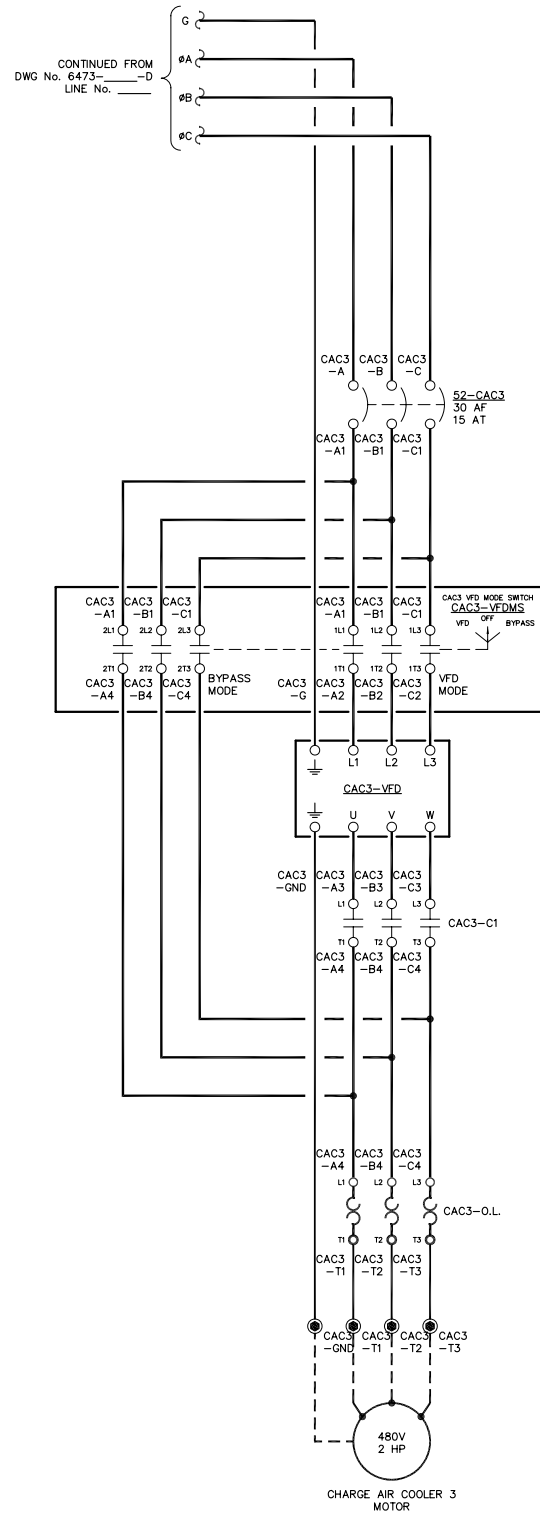 G
CONTINUED FROM
DWG No. 6473-_____-D
LINE No. _____
øA
øB
øC
CAC3 CAC3 CAC3
-A -B -C
52-CAC3
30 AF
15 AT
CAC3 CAC3 CAC3
-A1 -B1 -C1
CAC3 CAC3 CAC3 CAC3 CAC3 CAC3
-A1 -B1 -C1 -A1 -B1 -C1
CAC3 VFD MODE SWITCH
CAC3-VFDMS
VFD OFF BYPASS
2L1 2L2 2L3 1L1 1L2 1L3
2T1 2T2 2T3 1T1 1T2 1T3
CAC3 CAC3 CAC3 BYPASS CAC3 CAC3 CAC3 CAC3 VFD
-A4 -B4 -C4 MODE -G -A2 -B2 -C2 MODE
L1 L2 L3
CAC3-VFD
U V W
CAC3 CAC3 CAC3 CAC3
-GND -A3 -B3 -C3
L1 L2 L3
CAC3-C1
T1 T2 T3
CAC3 CAC3 CAC3
-A4 -B4 -C4
CAC3 CAC3 CAC3
-A4 -B4 -C4
L1 L2 L3
CAC3-O.L.
T1 T2 T3
CAC3 CAC3 CAC3
-T1 -T2 -T3
CAC3 CAC3 CAC3 CAC3
-GND -T1 -T2 -T3
480V
2 HP
CHARGE AIR COOLER 3
MOTOR